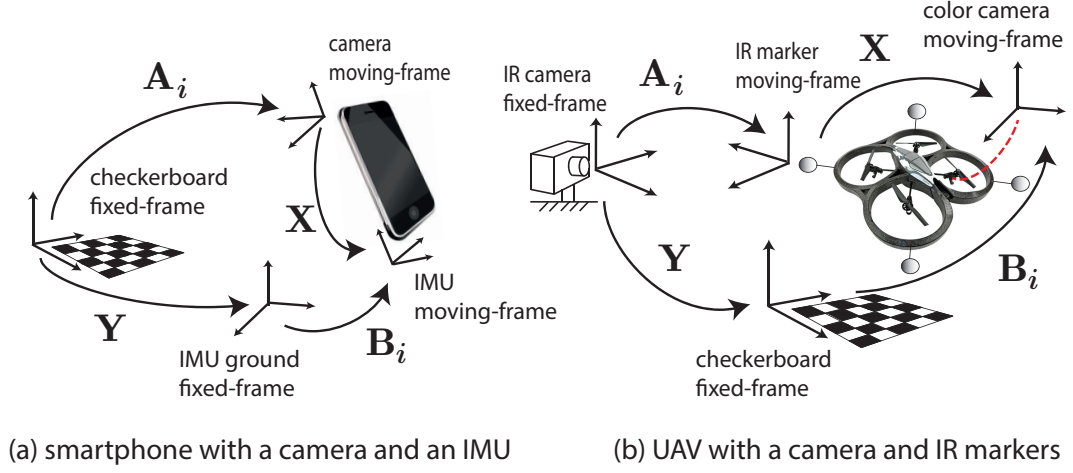 camera
moving-frame
A_i
checkerboard
fixed-frame
X
Y
IMU
moving-frame
B_i
IMU ground
fixed-frame
(a) smartphone with a camera and an IMU
color camera
moving-frame
X
IR marker
moving-frame
IR camera
fixed-frame
A_i
Y
B_i
checkerboard
fixed-frame
(b) UAV with a camera and IR markers